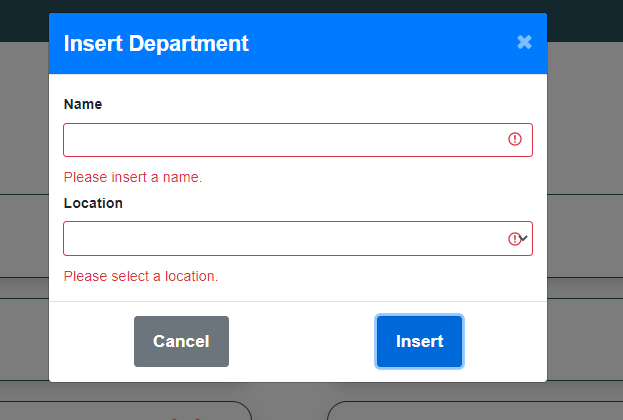 Insert Department
Name
Please insert a name.
Location
Please select a location.
Cancel
Insert